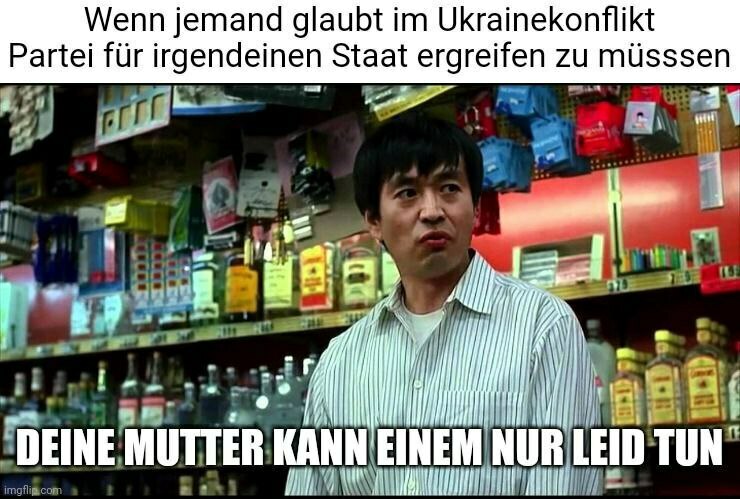 Wenn jemand glaubt im Ukrainekonflikt
Partei für irgendeinen Staat ergreifen zu müsssen
DEINE MUTTER KANN EINEM NUR LEID TUN
imgflip.com